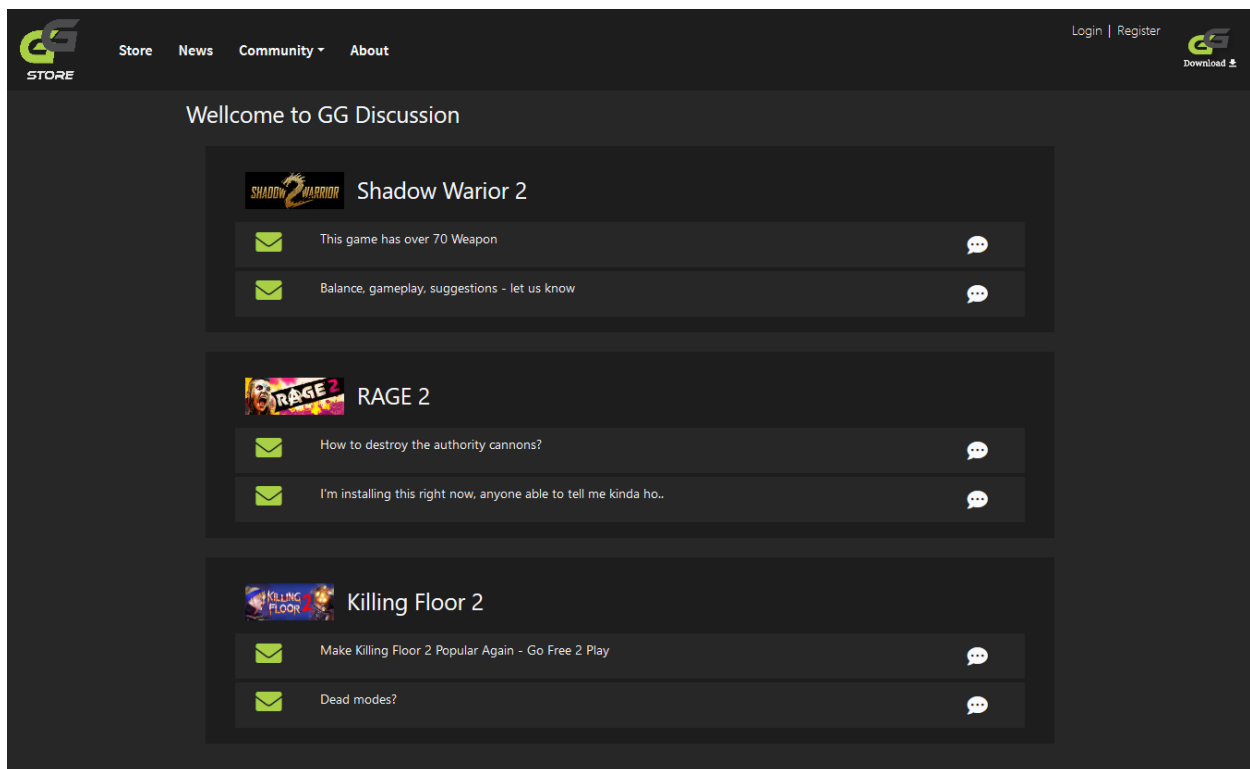 GG
STORE
Store
News
Community
About
Login | Register
GG
Download
Wellcome to GG Discussion
SHADOW 2 WARRIOR
Shadow Warior 2
This game has over 70 Weapon
Balance, gameplay, suggestions - let us know
RAGE 2
RAGE 2
How to destroy the authority cannons?
I'm installing this right now, anyone able to tell me kinda ho..
KILLING
FLOOR 2
Killing Floor 2
Make Killing Floor 2 Popular Again - Go Free 2 Play
Dead modes?